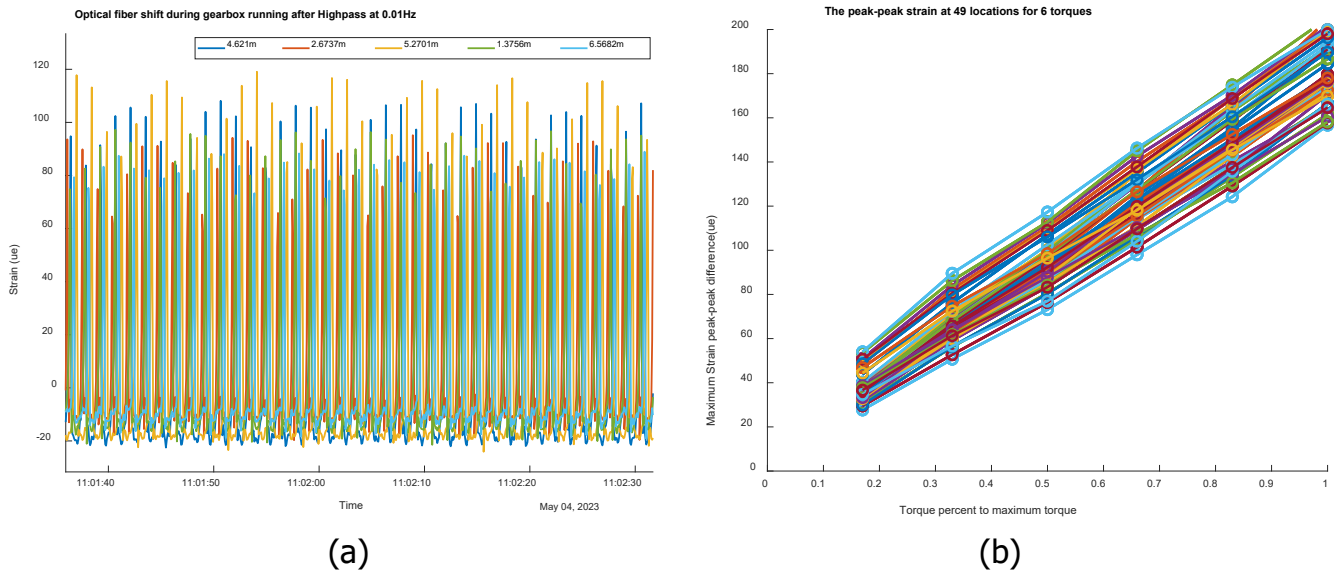 Optical fiber shift during gearbox running after Highpass at 0.01Hz
4.621m 2.6737m 5.2701m 1.3756m 6.5682m
120
100
80
60
40
20
0
-20
Strain (ue)
11:01:40 11:01:50 11:02:00 11:02:10 11:02:20 11:02:30
Time
May 04, 2023
(a)
The peak-peak strain at 49 locations for 6 torques
200
180
160
140
120
100
80
60
40
20
0
Maximum Strain peak-peak difference(ue)
0 0.1 0.2 0.3 0.4 0.5 0.6 0.7 0.8 0.9 1
Torque percent to maximum torque
(b)